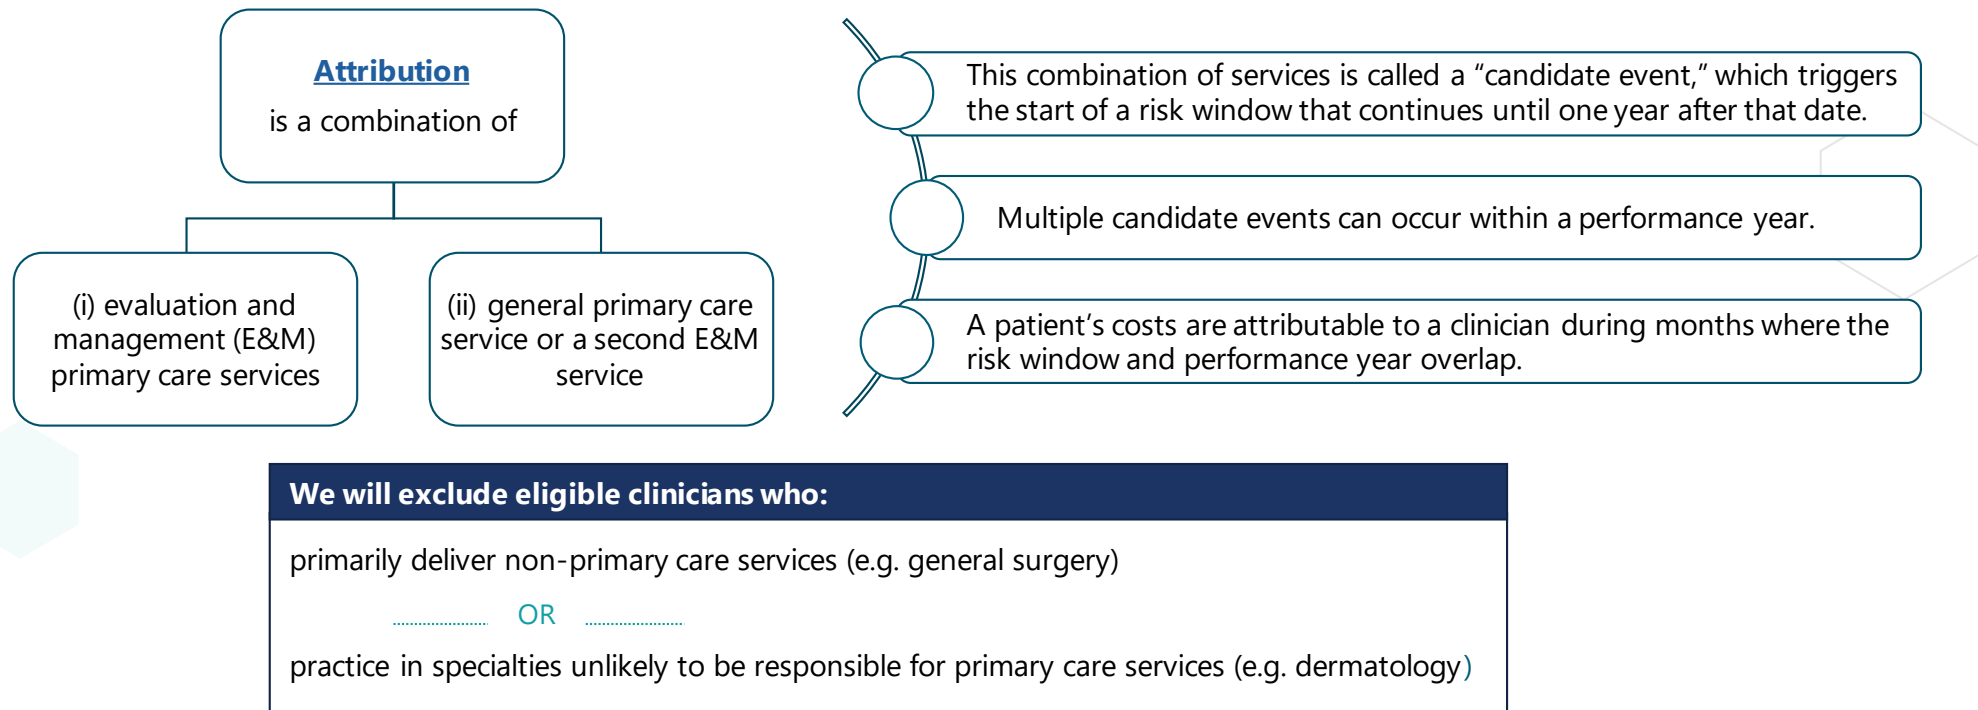 Attribution
is a combination of
(i) evaluation and
management (E&M)
primary care services
(ii) general primary care
service or a second E&M
service
This combination of services is called a “candidate event,” which triggers
the start of a risk window that continues until one year after that date.
Multiple candidate events can occur within a performance year.
A patient’s costs are attributable to a clinician during months where the
risk window and performance year overlap.
We will exclude eligible clinicians who:
primarily deliver non-primary care services (e.g. general surgery)
OR
practice in specialties unlikely to be responsible for primary care services (e.g. dermatology)